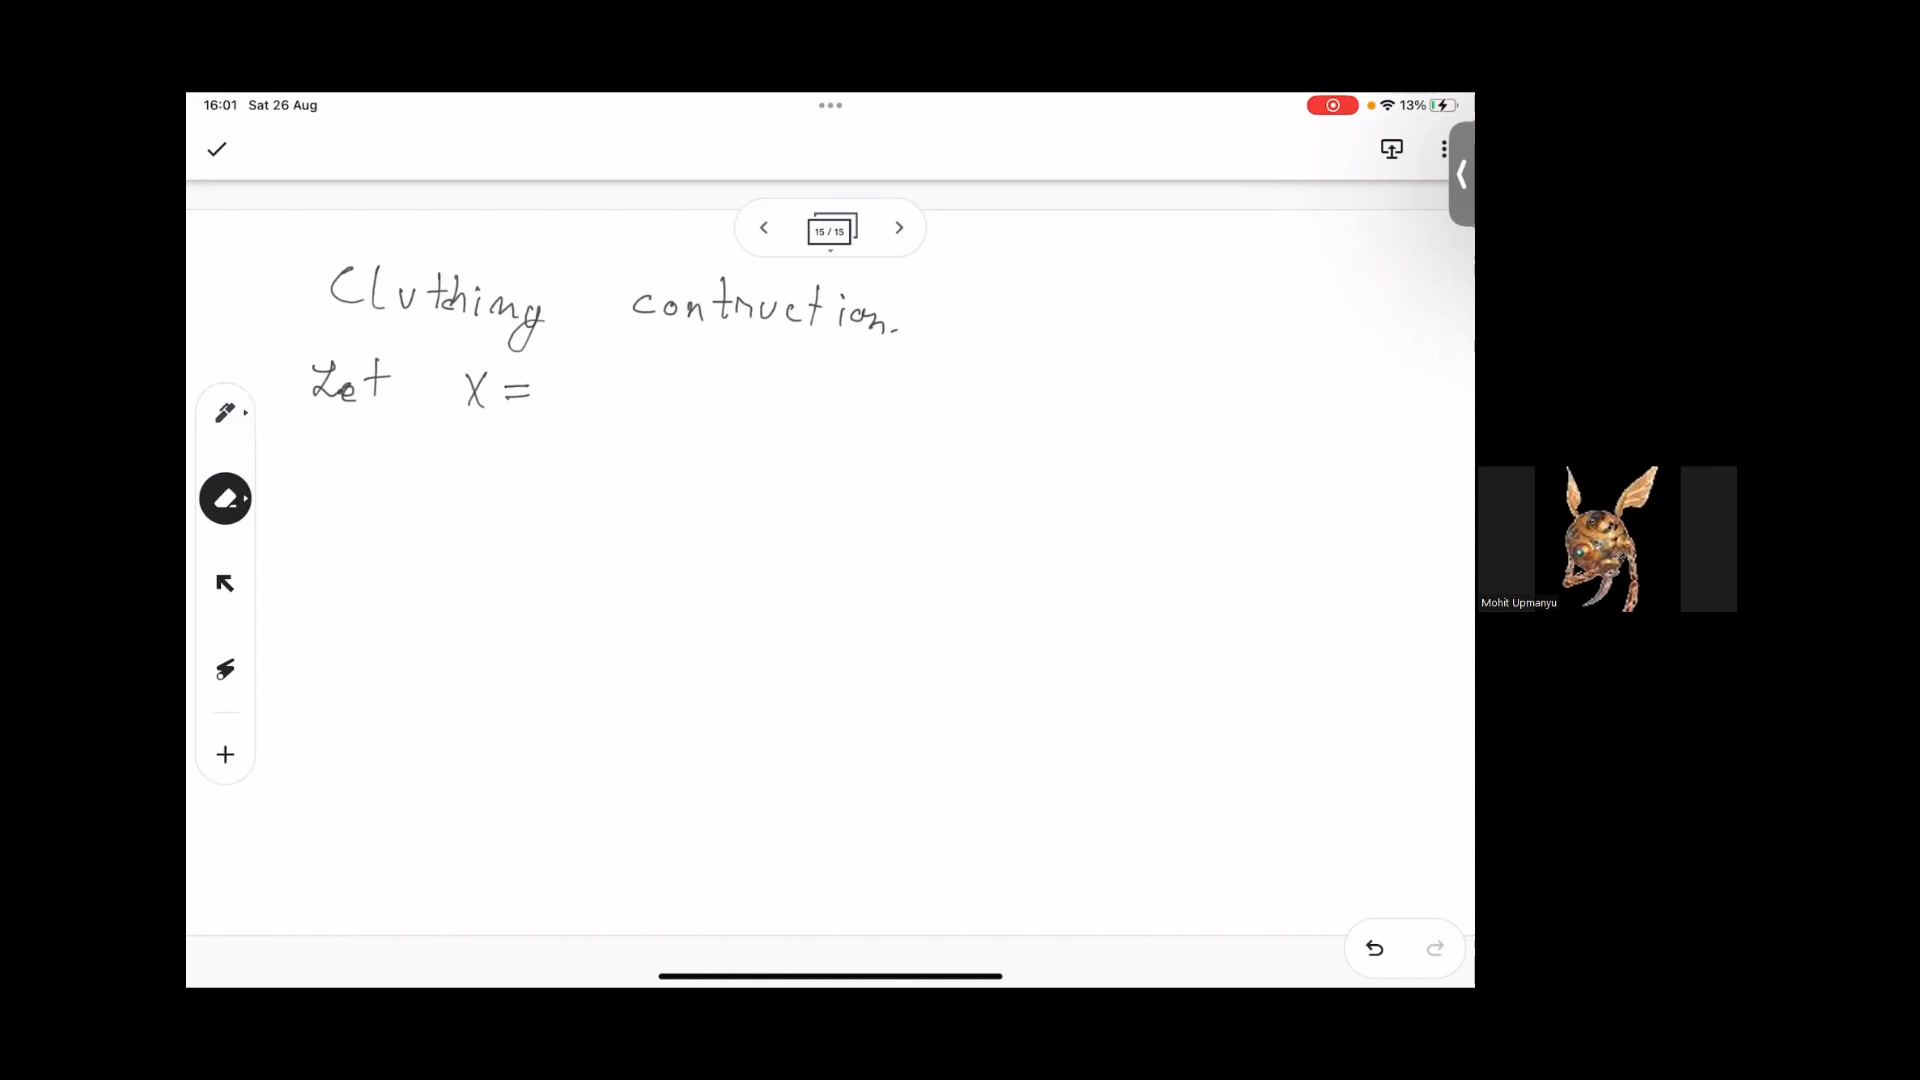 16:01 Sat 26 Aug
13%
15 / 15
Cluthing contruction.
Let X =
Mohit Upmanyu